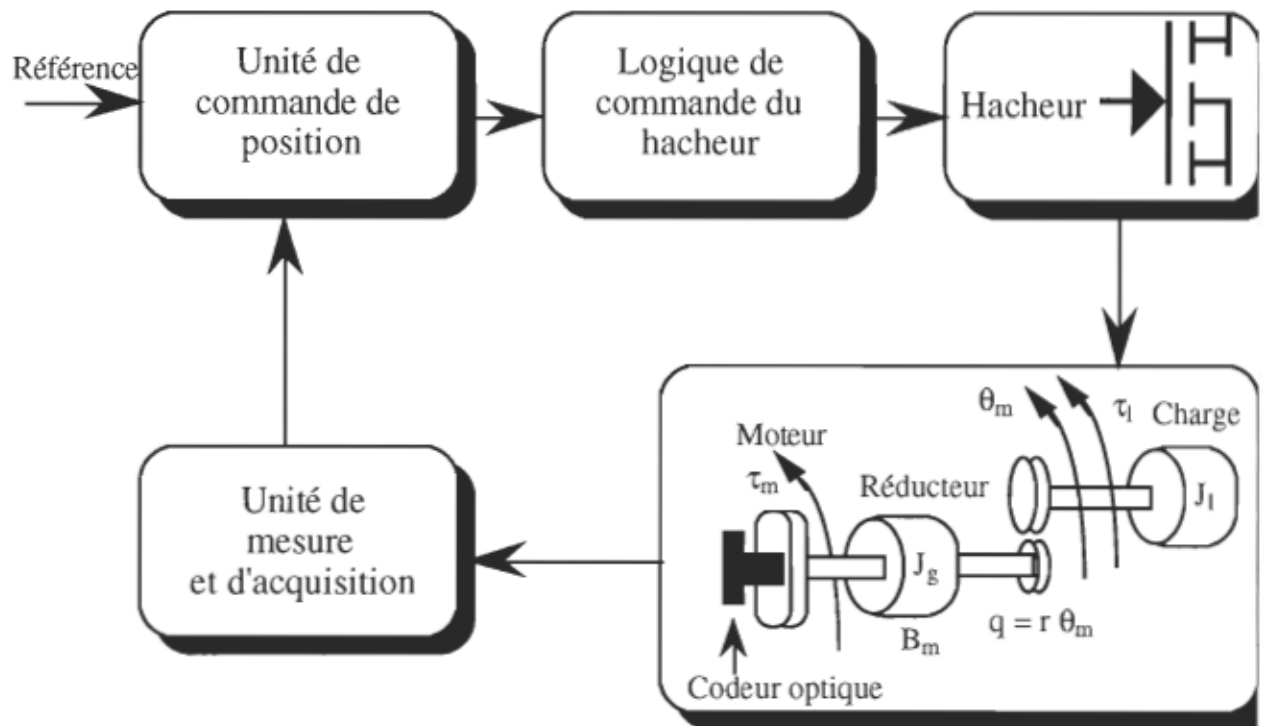 Référence
Unité de
commande de
position
Logique de
commande du
hacheur
Hacheur
Unité de
mesure
et d'acquisition
Moteur
τm
Réducteur
θm
τl
Charge
Jl
Jg
Bm
q = r θm
Codeur optique